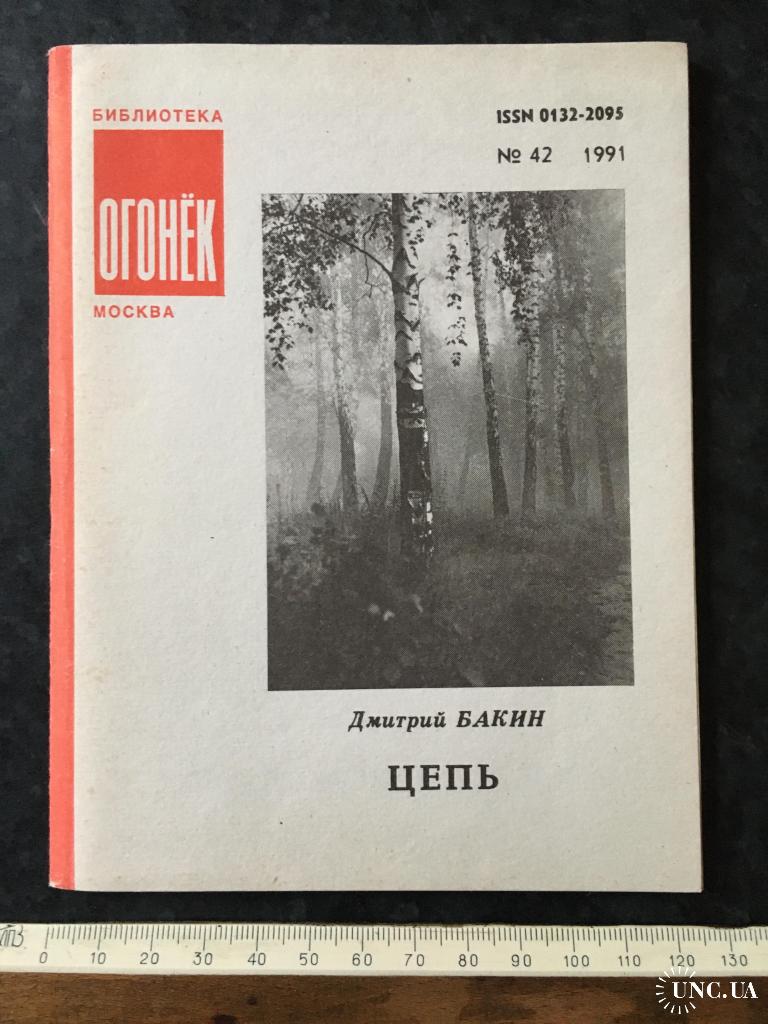 БИБЛИОТЕКА
ОГОНЁК
МОСКВА
ISSN 0132-2095
№ 42 1991
Дмитрий БАКИН
ЦЕПЬ
0 10 20 30 40 50 60 70 80 90 100 110 120 130
UNC.UA